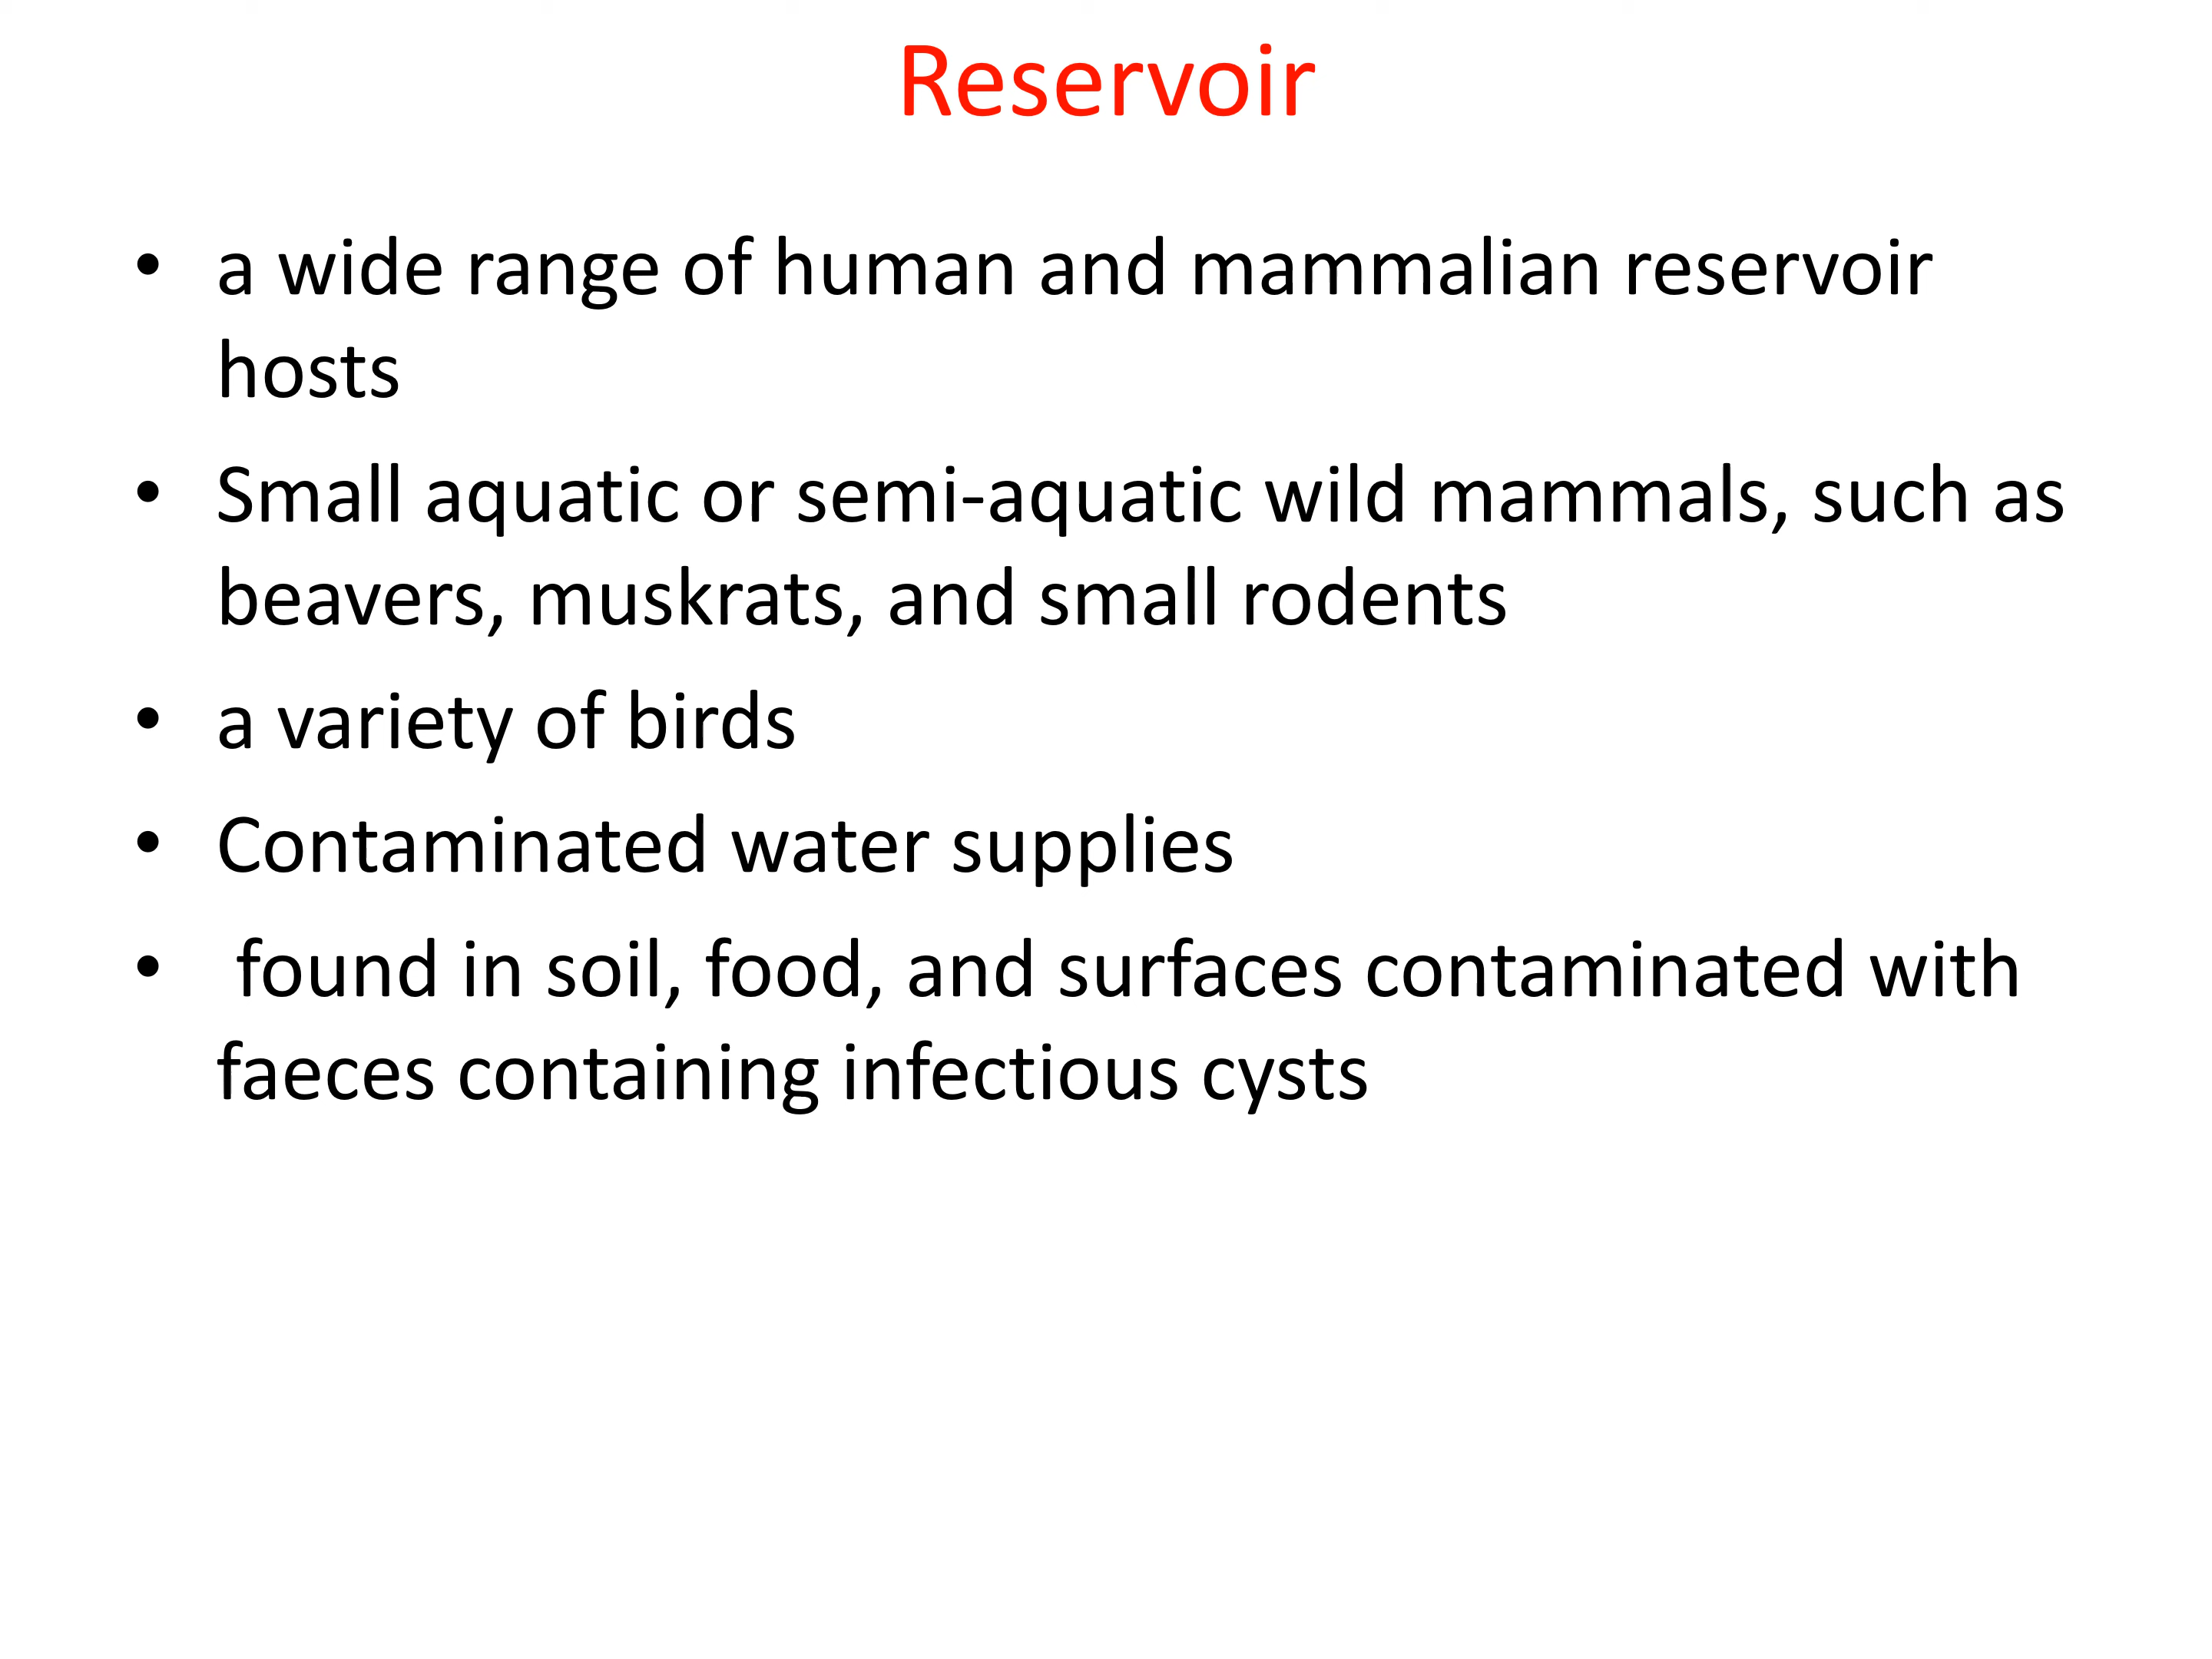 Reservoir
• a wide range of human and mammalian reservoir
hosts
• Small aquatic or semi-aquatic wild mammals, such as
beavers, muskrats, and small rodents
• a variety of birds
• Contaminated water supplies
• found in soil, food, and surfaces contaminated with
faeces containing infectious cysts